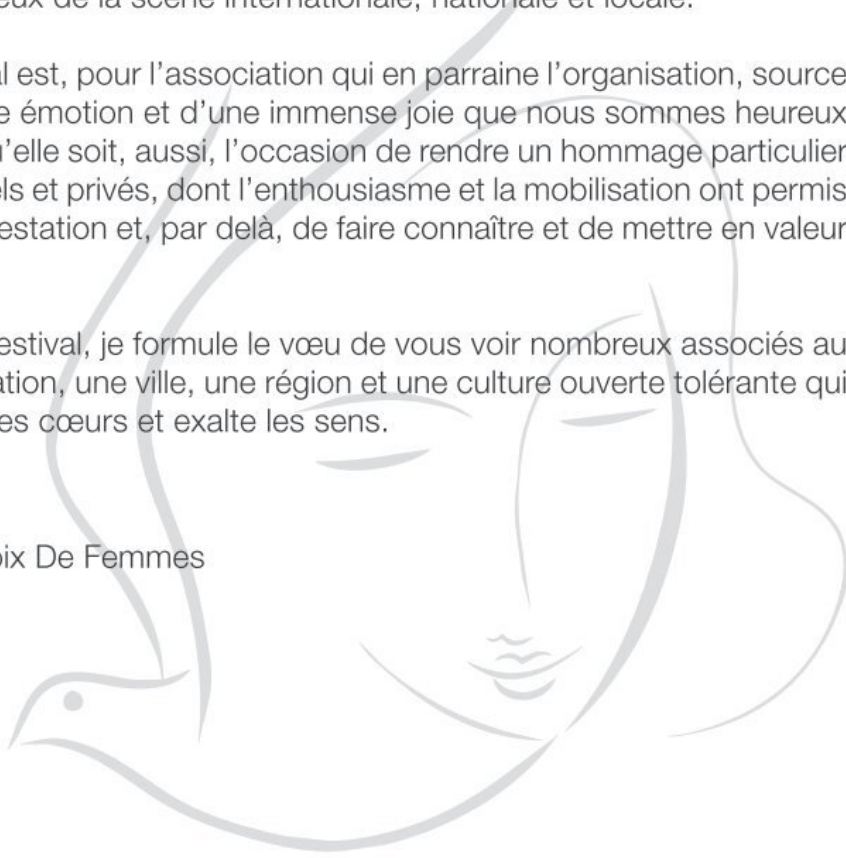 de la scène internationale, nationale et locale.
est, pour l’association qui en parraine l’organisation, source
émotion et d’une immense joie que nous sommes heureux
u’elle soit, aussi, l’occasion de rendre un hommage particulier
els et privés, dont l’enthousiasme et la mobilisation ont permis
estation et, par delà, de faire connaître et de mettre en valeur
estival, je formule le vœu de vous voir nombreux associés au
ation, une ville, une région et une culture ouverte tolérante qui
es cœurs et exalte les sens.
oix De Femmes